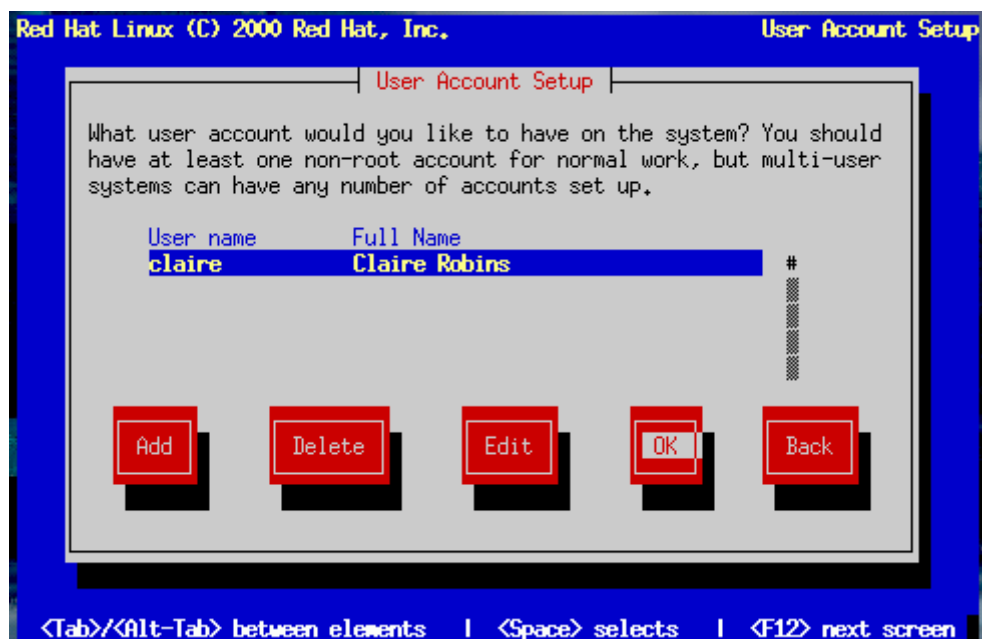 Red Hat Linux (C) 2000 Red Hat, Inc. User Account Setup
User Account Setup
What user account would you like to have on the system? You should
have at least one non-root account for normal work, but multi-user
systems can have any number of accounts set up.
User name Full Name
claire Claire Robins #
Add Delete Edit OK Back
<Tab>/<Alt-Tab> between elements | <Space> selects | <F12> next screen